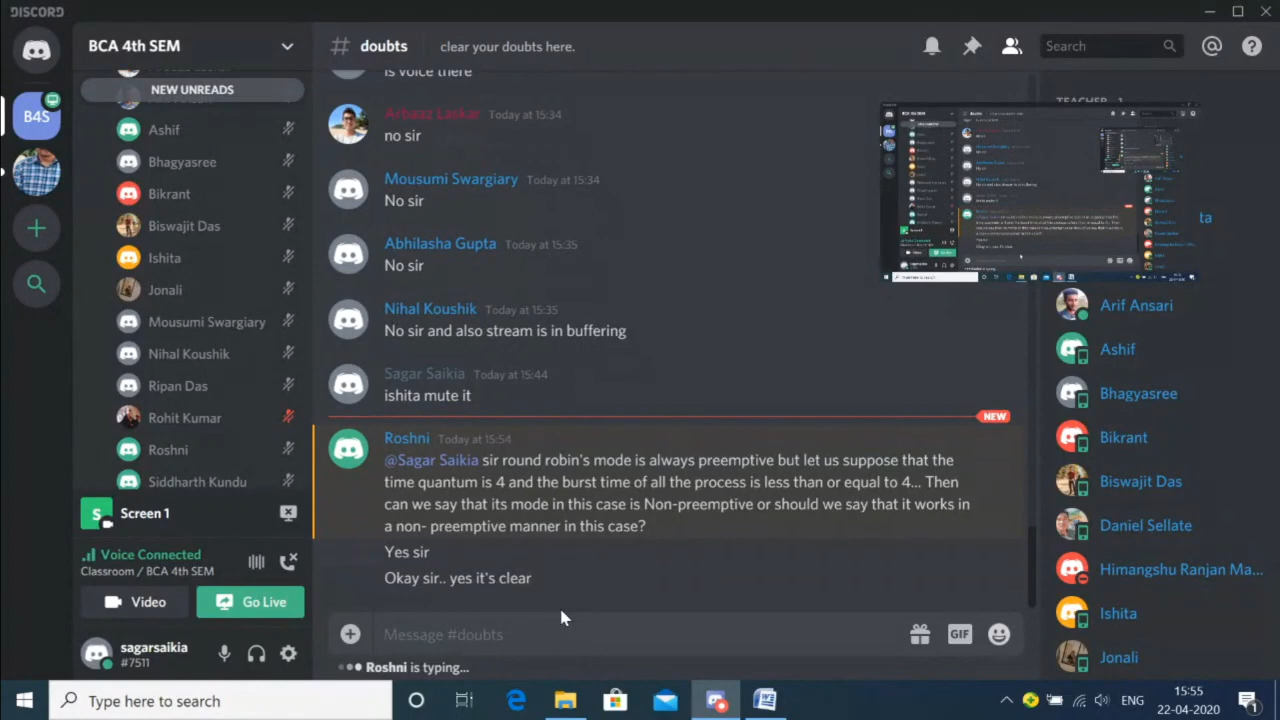 DISCORD
BCA 4th SEM
# doubts
clear your doubts here.
Search
NEW UNREADS
B4S
Ashif
Bhagyasree
Bikrant
Biswajit Das
Ishita
Jonali
Mousumi Swargiary
Nihal Koushik
Ripan Das
Rohit Kumar
Roshni
Siddharth Kundu
S
Screen 1
Voice Connected
Classroom / BCA 4th SEM
Video
Go Live
sagarsaikia
#7511
is voice there
Arbaaz Laskar Today at 15:34
no sir
Mousumi Swargiary Today at 15:34
No sir
Abhilasha Gupta Today at 15:35
No sir
Nihal Koushik Today at 15:35
No sir and also stream is in buffering
Sagar Saikia Today at 15:44
ishita mute it
NEW
Roshni Today at 15:54
@Sagar Saikia sir round robin's mode is always preemptive but let us suppose that the
time quantum is 4 and the burst time of all the process is less than or equal to 4... Then
can we say that its mode in this case is Non-preemptive or should we say that it works in
a non- preemptive manner in this case?
Yes sir
Okay sir.. yes it's clear
Message #doubts
GIF
Roshni is typing...
ta
Arif Ansari
Ashif
Bhagyasree
Bikrant
Biswajit Das
Daniel Sellate
Himangshu Ranjan Ma...
Ishita
Jonali
Type here to search
ENG
15:55
22-04-2020
1